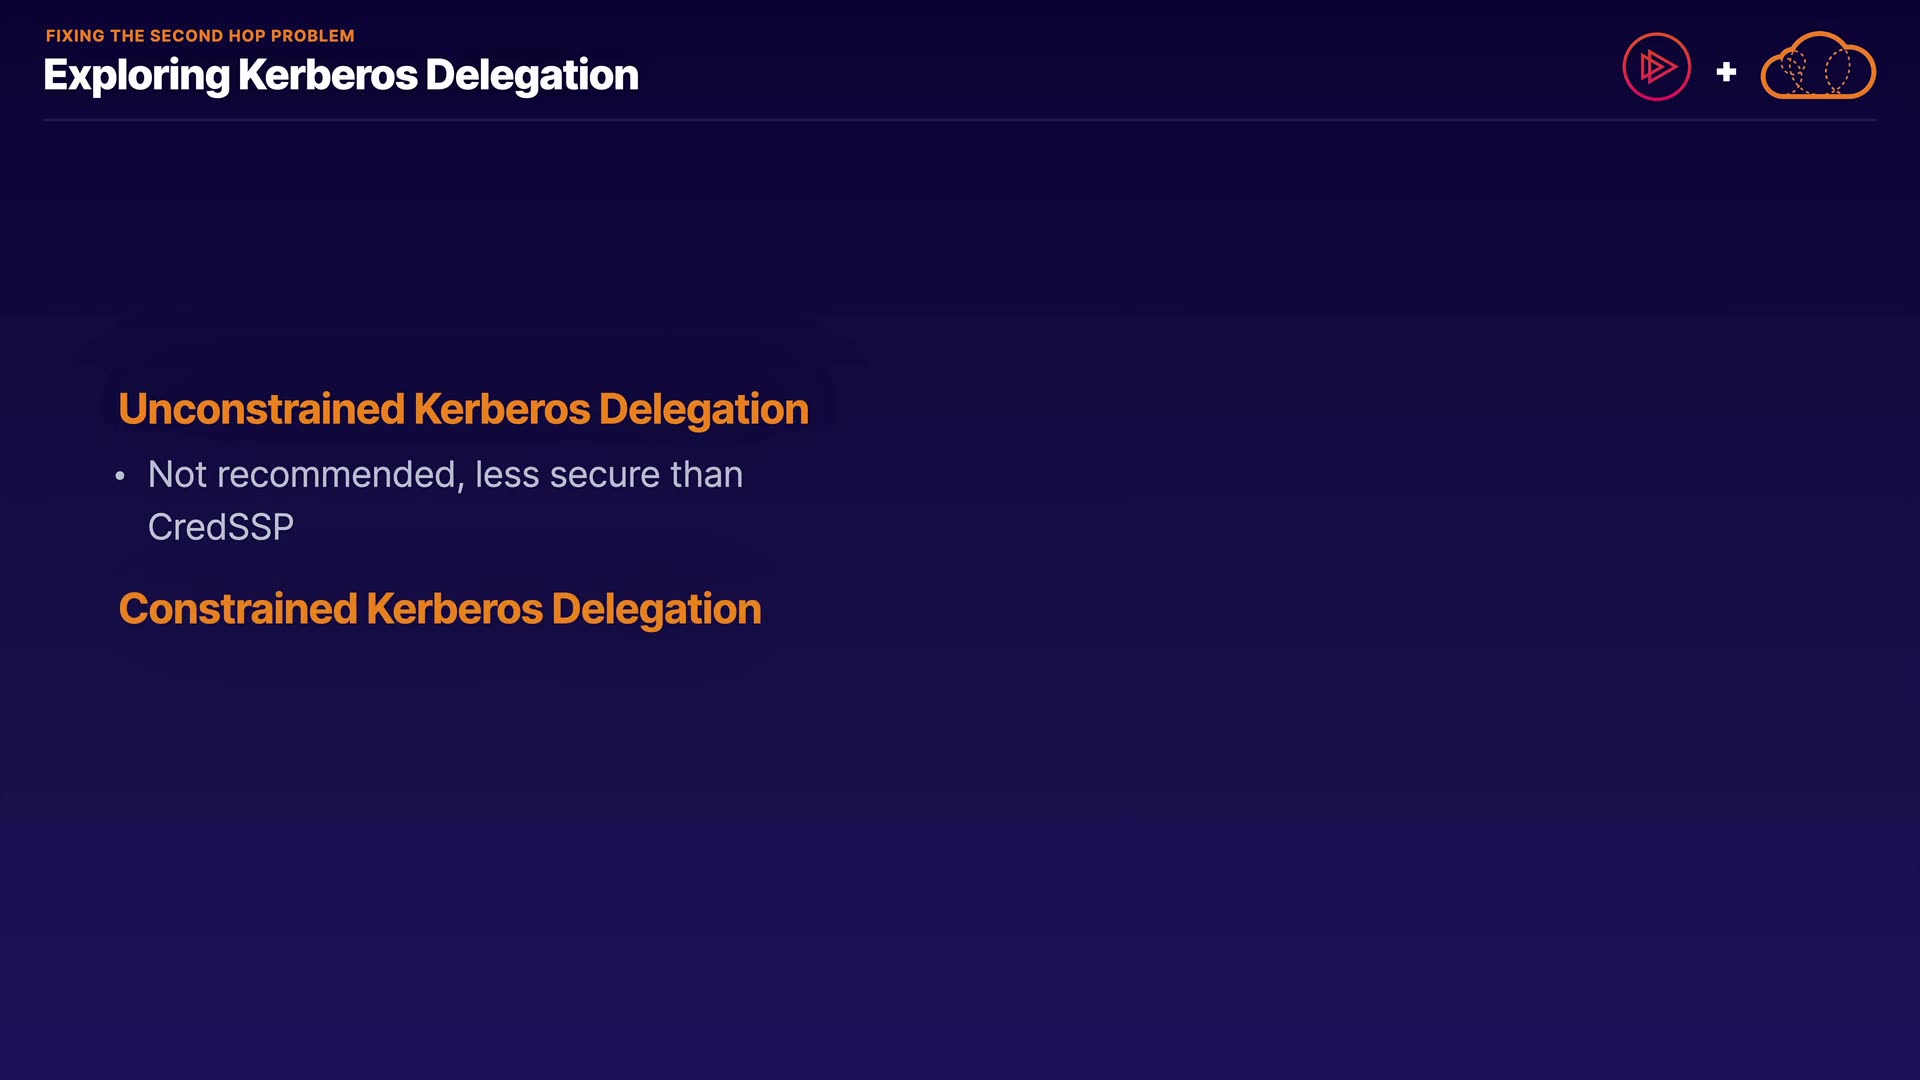 FIXING THE SECOND HOP PROBLEM
Exploring Kerberos Delegation
Unconstrained Kerberos Delegation
• Not recommended, less secure than
CredSSP
Constrained Kerberos Delegation